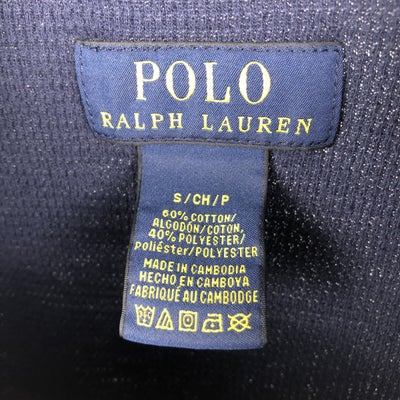 POLO
RALPH LAUREN
S/CH/P
60% COTTON/
ALGODÓN/COTON,
40% POLYESTER/
poliéster/POLYESTER
MADE IN CAMBODIA
HECHO EN CAMBOYA
FABRIQUÉ AU CAMBODGE